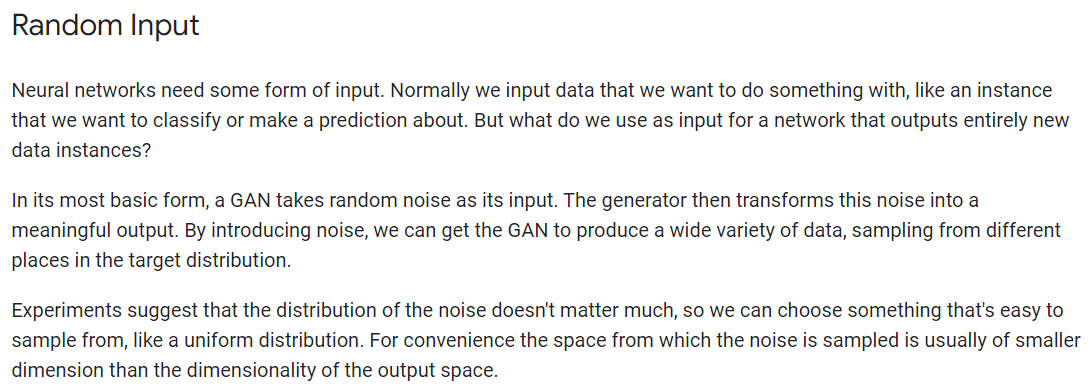 Random Input
Neural networks need some form of input. Normally we input data that we want to do something with, like an instance
that we want to classify or make a prediction about. But what do we use as input for a network that outputs entirely new
data instances?
In its most basic form, a GAN takes random noise as its input. The generator then transforms this noise into a
meaningful output. By introducing noise, we can get the GAN to produce a wide variety of data, sampling from different
places in the target distribution.
Experiments suggest that the distribution of the noise doesn't matter much, so we can choose something that's easy to
sample from, like a uniform distribution. For convenience the space from which the noise is sampled is usually of smaller
dimension than the dimensionality of the output space.